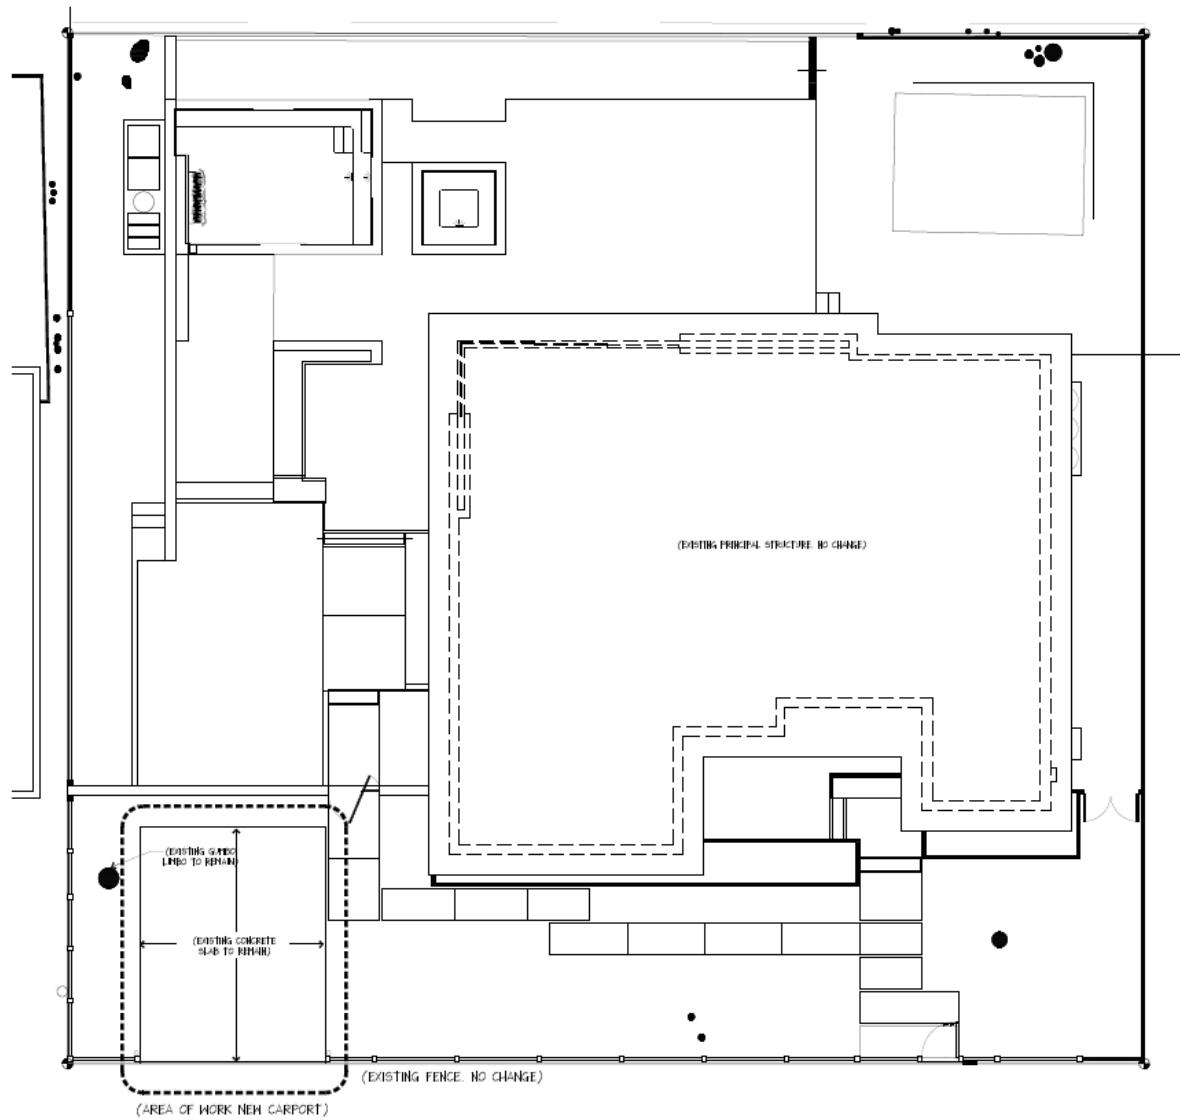 (EXISTING PRINCIPAL STRUCTURE. NO CHANGE)
(EXISTING GUMBO
LIMBO TO REMAIN)
(EXISTING CONCRETE
SLAB TO REMAIN)
(EXISTING FENCE. NO CHANGE)
(AREA OF WORK NEW CARPORT)